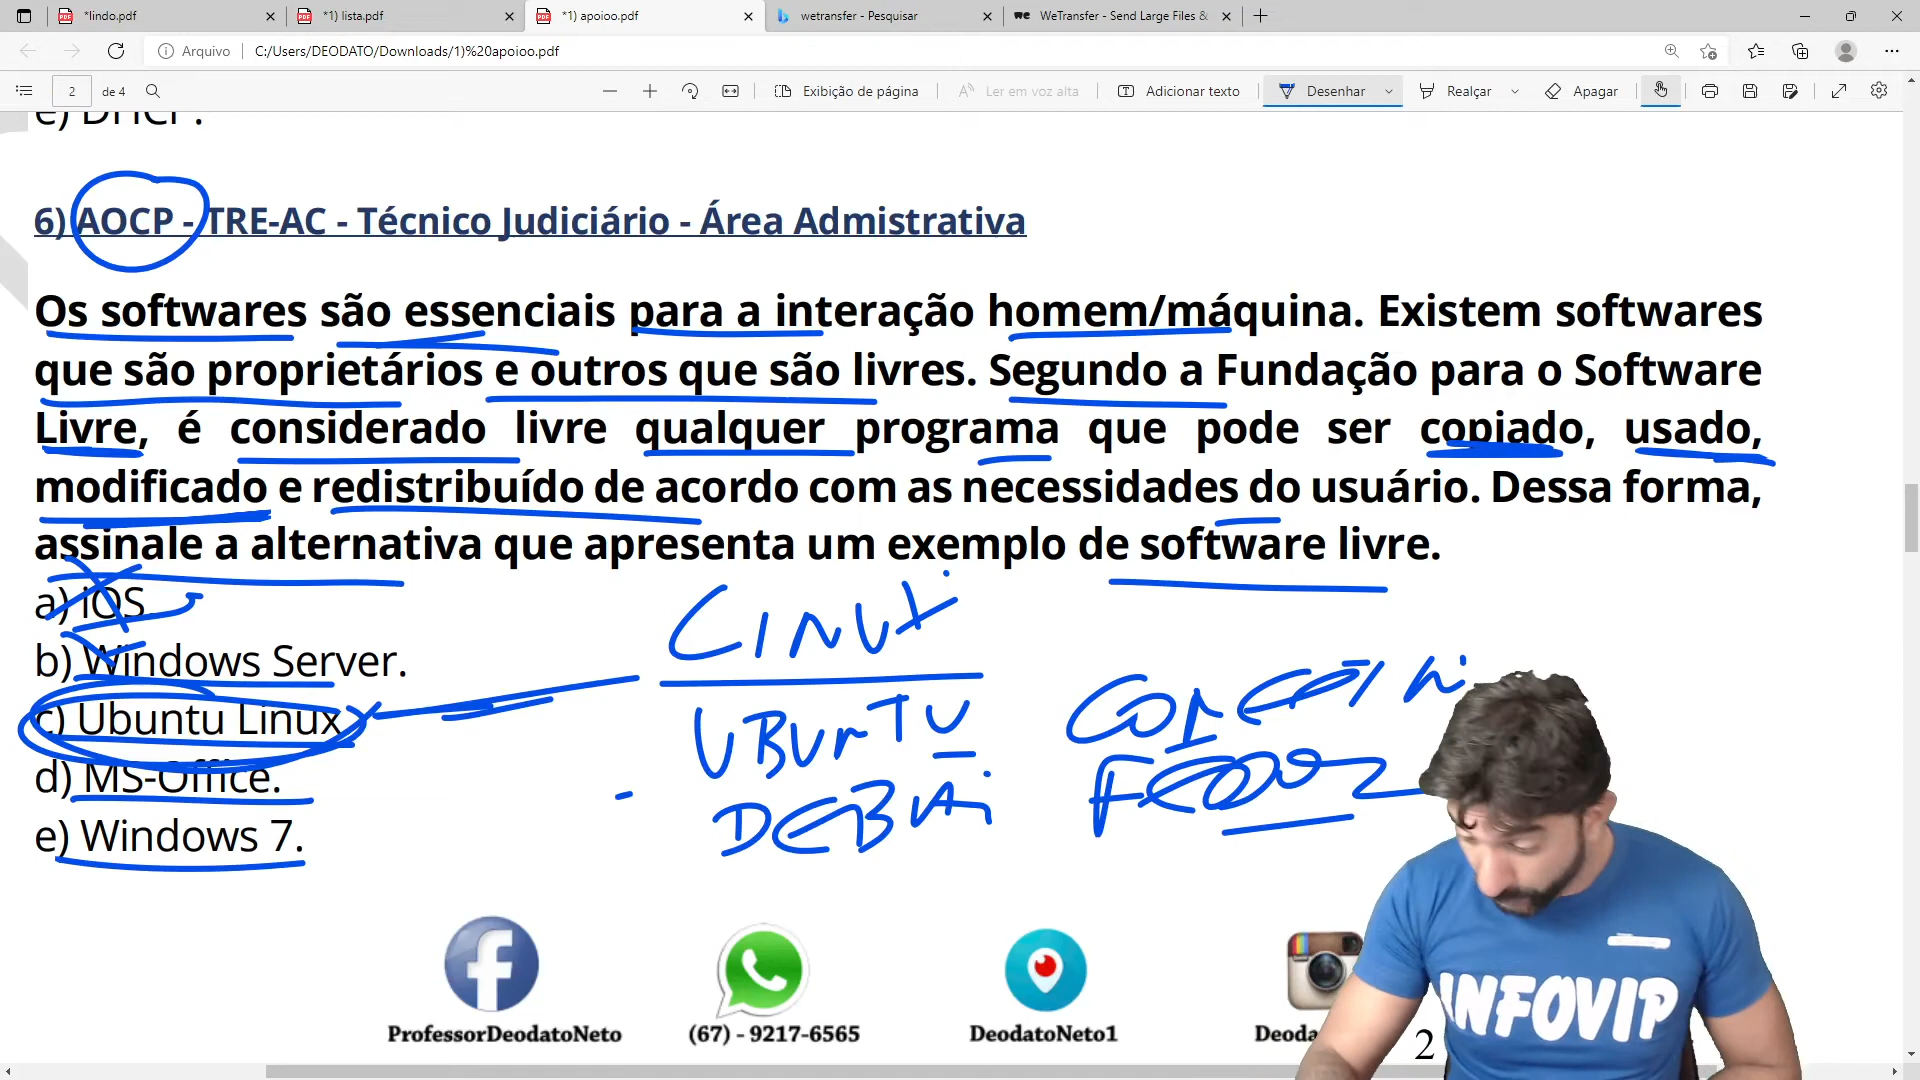 *lindo.pdf
*1) lista.pdf
*1) apoioo.pdf
wetransfer - Pesquisar
WeTransfer - Send Large Files &
Arquivo
C:/Users/DEODATO/Downloads/1)%20apoioo.pdf
2
de 4
Exibição de página
Ler em voz alta
Adicionar texto
Desenhar
Realçar
Apagar
e) DHCP.
6) AOCP - TRE-AC - Técnico Judiciário - Área Admistrativa
Os softwares são essenciais para a interação homem/máquina. Existem softwares
que são proprietários e outros que são livres. Segundo a Fundação para o Software
Livre, é considerado livre qualquer programa que pode ser copiado, usado,
modificado e redistribuído de acordo com as necessidades do usuário. Dessa forma,
assinale a alternativa que apresenta um exemplo de software livre.
a) iOS
b) Windows Server.
c) Ubuntu Linux
d) MS-Office.
e) Windows 7.
LINUX
UBUNTU
DEBIAN
ProfessorDeodatoNeto
(67) - 9217-6565
DeodatoNeto1
Deoda
2
INFOVIP